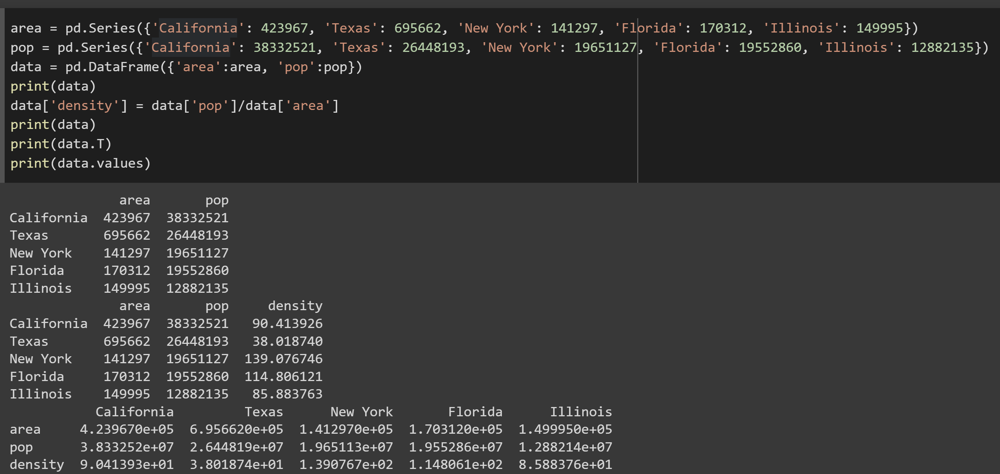 area = pd.Series({'California': 423967, 'Texas': 695662, 'New York': 141297, 'Florida': 170312, 'Illinois': 149995})
pop = pd.Series({'California': 38332521, 'Texas': 26448193, 'New York': 19651127, 'Florida': 19552860, 'Illinois': 12882135})
data = pd.DataFrame({'area':area, 'pop':pop})
print(data)
data['density'] = data['pop']/data['area']
print(data)
print(data.T)
print(data.values)
              area       pop
California  423967  38332521
Texas       695662  26448193
New York    141297  19651127
Florida     170312  19552860
Illinois    149995  12882135
              area       pop     density
California  423967  38332521   90.413926
Texas       695662  26448193   38.018740
New York    141297  19651127  139.076746
Florida     170312  19552860  114.806121
Illinois    149995  12882135   85.883763
           California         Texas      New York       Florida      Illinois
area     4.239670e+05  6.956620e+05  1.412970e+05  1.703120e+05  1.499950e+05
pop      3.833252e+07  2.644819e+07  1.965113e+07  1.955286e+07  1.288214e+07
density  9.041393e+01  3.801874e+01  1.390767e+02  1.148061e+02  8.588376e+01